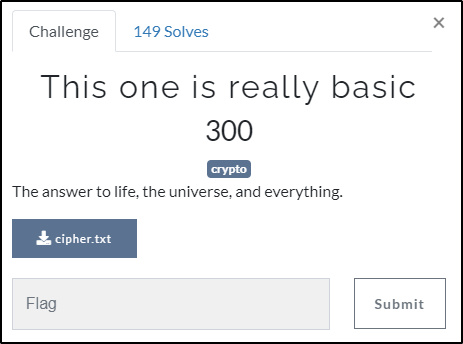 Challenge
149 Solves
×
This one is really basic
300
crypto
The answer to life, the universe, and everything.
cipher.txt
Flag
Submit